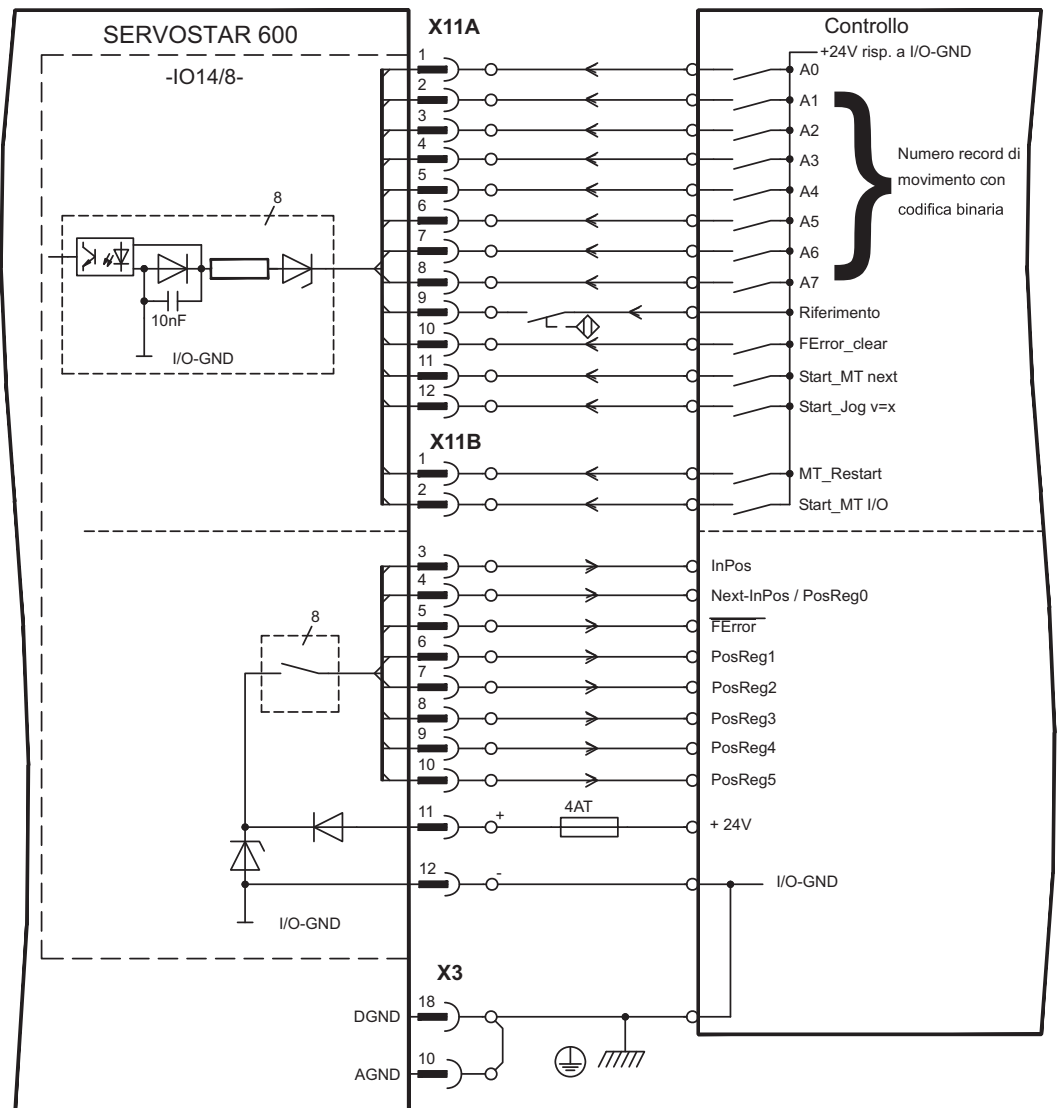 SERVOSTAR 600
-IO14/8-
X11A
Controllo
+24V risp. a I/O-GND
1
A0
2
A1
3
A2
4
A3
5
A4
6
A5
7
A6
8
A7
Numero record di
movimento con
codifica binaria
8
10nF
I/O-GND
9
Riferimento
10
FError_clear
11
Start_MT next
12
Start_Jog v=x
X11B
1
MT_Restart
2
Start_MT I/O
3
InPos
4
Next-InPos / PosReg0
5
FError
6
PosReg1
7
PosReg2
8
PosReg3
9
PosReg4
10
PosReg5
8
11
+
4AT
+ 24V
12
-
I/O-GND
I/O-GND
X3
DGND
18
AGND
10